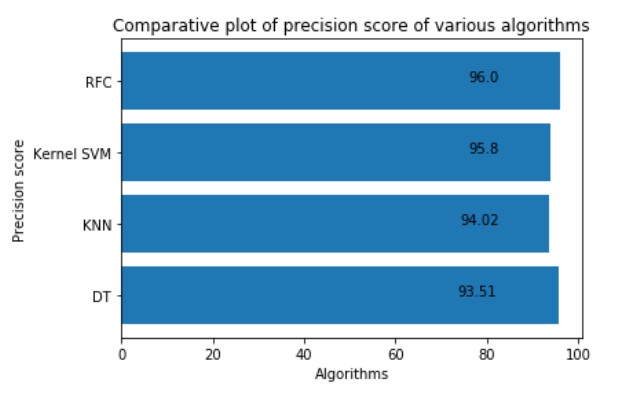 Comparative plot of precision score of various algorithms
Precision score
RFC
96.0
Kernel SVM
95.8
KNN
94.02
DT
93.51
0 20 40 60 80 100
Algorithms